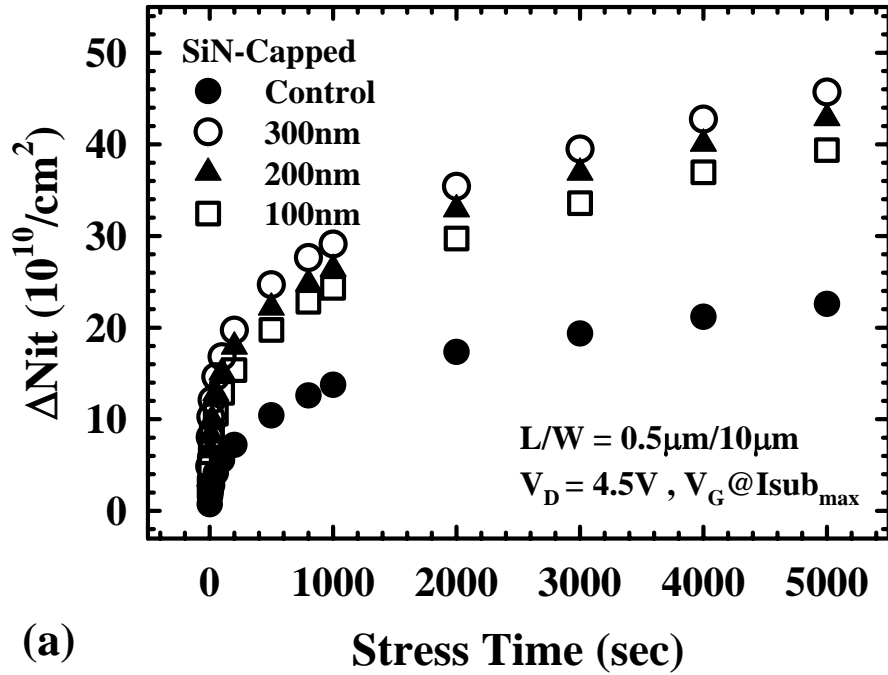 SiN-Capped
Control
300nm
200nm
100nm
50
40
30
20
10
0
ΔNit (10¹⁰/cm²)
L/W = 0.5μm/10μm
V_D = 4.5V , V_G@Isub_max
0 1000 2000 3000 4000 5000
(a) Stress Time (sec)